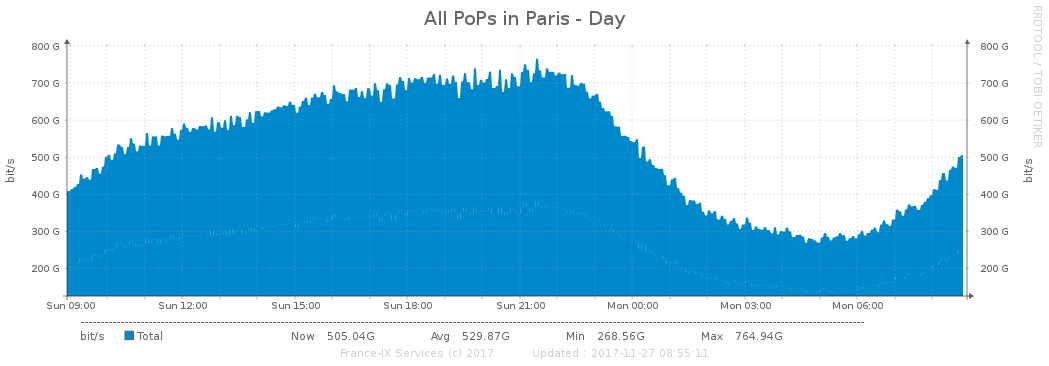 All PoPs in Paris - Day
RRDTOOL / TOBI OETIKER
bit/s
bit/s
800 G 800 G
700 G 700 G
600 G 600 G
500 G 500 G
400 G 400 G
300 G 300 G
200 G 200 G
Sun 09:00 Sun 12:00 Sun 15:00 Sun 18:00 Sun 21:00 Mon 00:00 Mon 03:00 Mon 06:00
bit/s Total Now 505.04G Avg 529.87G Min 268.56G Max 764.94G
France-IX Services (c) 2017 Updated : 2017-11-27 08:55:11